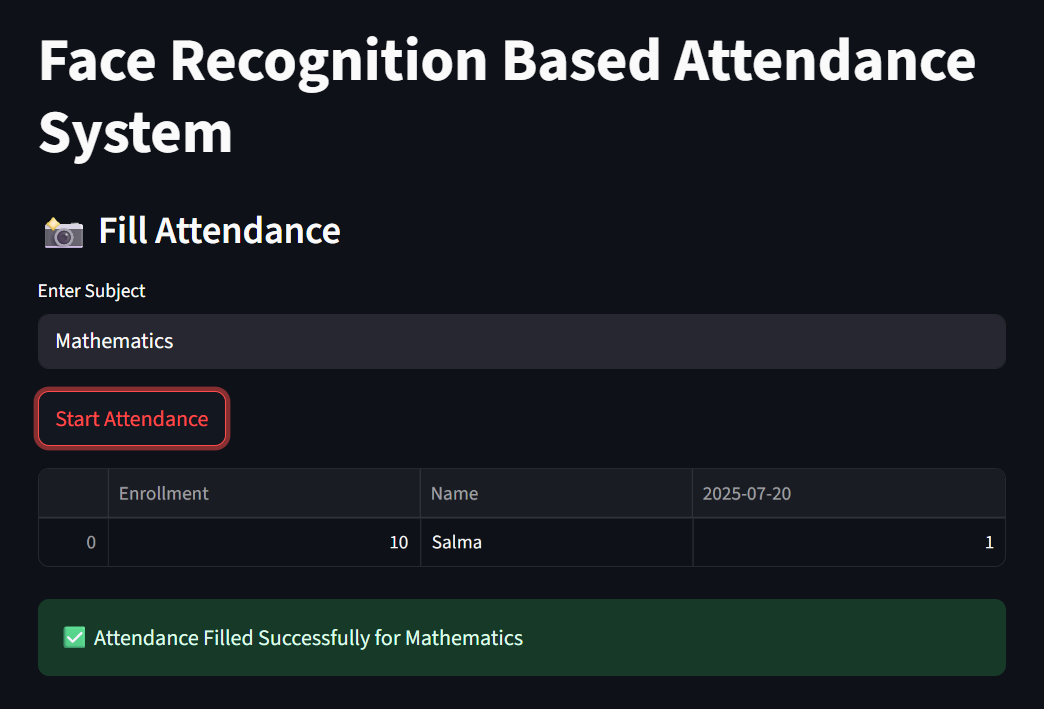 Face Recognition Based Attendance
System
📸 Fill Attendance
Enter Subject
Mathematics
Start Attendance
Enrollment Name 2025-07-20
0 10 Salma 1
✅ Attendance Filled Successfully for Mathematics